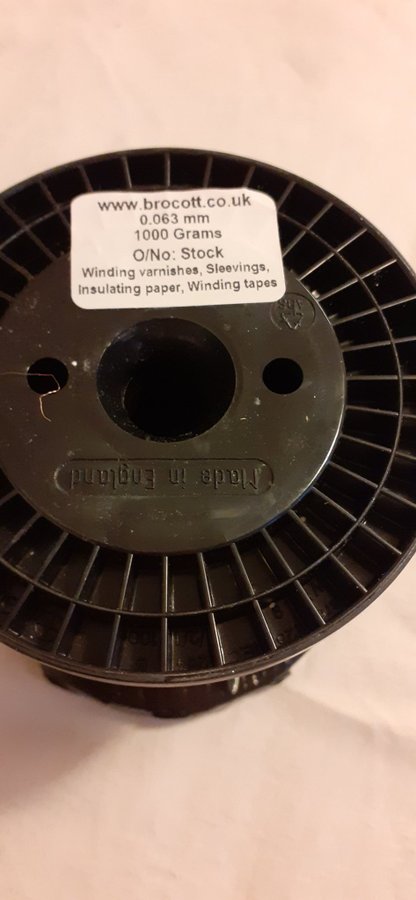 www.brocott.co.uk
0.063 mm
1000 Grams
O/No: Stock
Winding varnishes, Sleevings,
Insulating paper, Winding tapes
Made in England